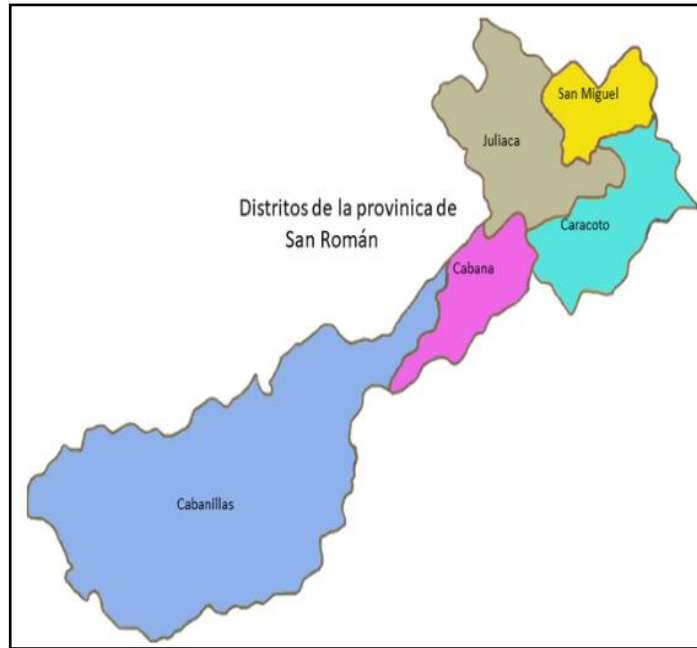 San Miguel
Juliaca
Distritos de la provinica de
San Román
Caracoto
Cabana
Cabanillas